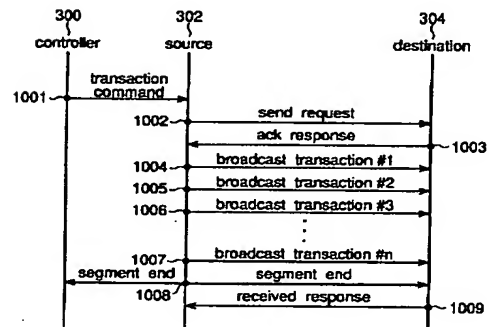 300 302 304
controller source destination
transaction
command
1001
1002 send request
ack response 1003
1004 broadcast transaction #1
1005 broadcast transaction #2
1006 broadcast transaction #3
1007 broadcast transaction #n
segment end segment end
1008
received response 1009